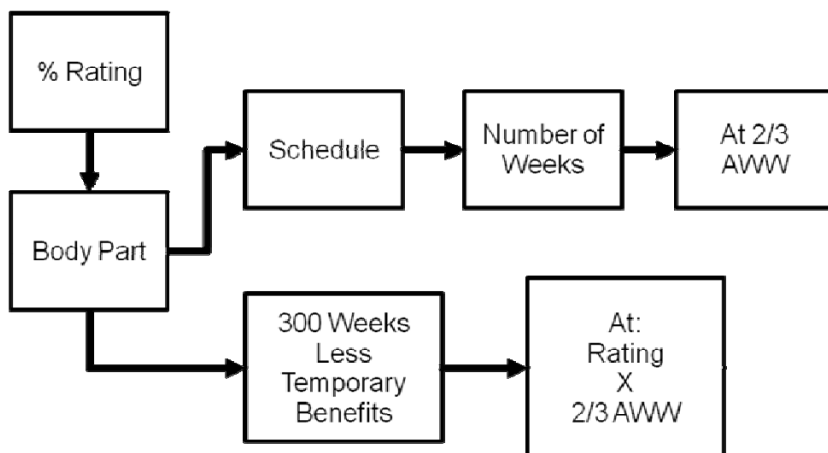 % Rating
Body Part
Schedule
Number of
Weeks
At 2/3
AWW
300 Weeks
Less
Temporary
Benefits
At:
Rating
X
2/3 AWW